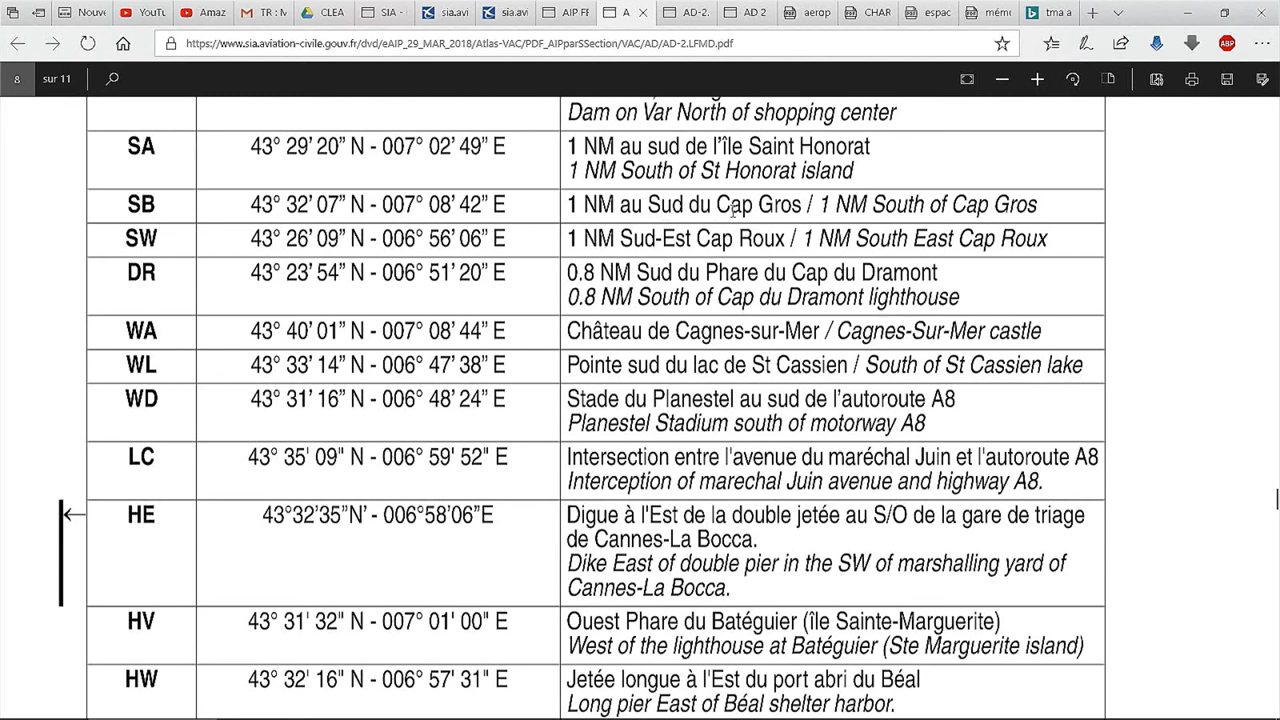 Nouve
YouTu
Amaz
TR : M
CLEA
SIA -
sia.avi
sia.avi
AIP FR
A
AD-2
AD 2
aerop
CHAP
espac
mémo
tma a
https://www.sia.aviation-civile.gouv.fr/dvd/eAIP_29_MAR_2018/Atlas-VAC/PDF_AIPparSSection/VAC/AD/AD-2.LFMD.pdf
ABP
8 sur 11
Dam on Var North of shopping center
SA 43° 29’ 20” N - 007° 02’ 49” E 1 NM au sud de l’île Saint Honorat
1 NM South of St Honorat island
SB 43° 32’ 07” N - 007° 08’ 42” E 1 NM au Sud du Cap Gros / 1 NM South of Cap Gros
SW 43° 26’ 09” N - 006° 56’ 06” E 1 NM Sud-Est Cap Roux / 1 NM South East Cap Roux
DR 43° 23’ 54” N - 006° 51’ 20” E 0.8 NM Sud du Phare du Cap du Dramont
0.8 NM South of Cap du Dramont lighthouse
WA 43° 40’ 01” N - 007° 08’ 44” E Château de Cagnes-sur-Mer / Cagnes-Sur-Mer castle
WL 43° 33’ 14” N - 006° 47’ 38” E Pointe sud du lac de St Cassien / South of St Cassien lake
WD 43° 31’ 16” N - 006° 48’ 24” E Stade du Planestel au sud de l’autoroute A8
Planestel Stadium south of motorway A8
LC 43° 35' 09" N - 006° 59' 52" E Intersection entre l'avenue du maréchal Juin et l'autoroute A8
Interception of marechal Juin avenue and highway A8.
HE 43°32’35”N’ - 006°58’06”E Digue à l'Est de la double jetée au S/O de la gare de triage
de Cannes-La Bocca.
Dike East of double pier in the SW of marshalling yard of
Cannes-La Bocca.
HV 43° 31' 32" N - 007° 01' 00" E Ouest Phare du Batéguier (île Sainte-Marguerite)
West of the lighthouse at Batéguier (Ste Marguerite island)
HW 43° 32' 16" N - 006° 57' 31" E Jetée longue à l'Est du port abri du Béal
Long pier East of Béal shelter harbor.